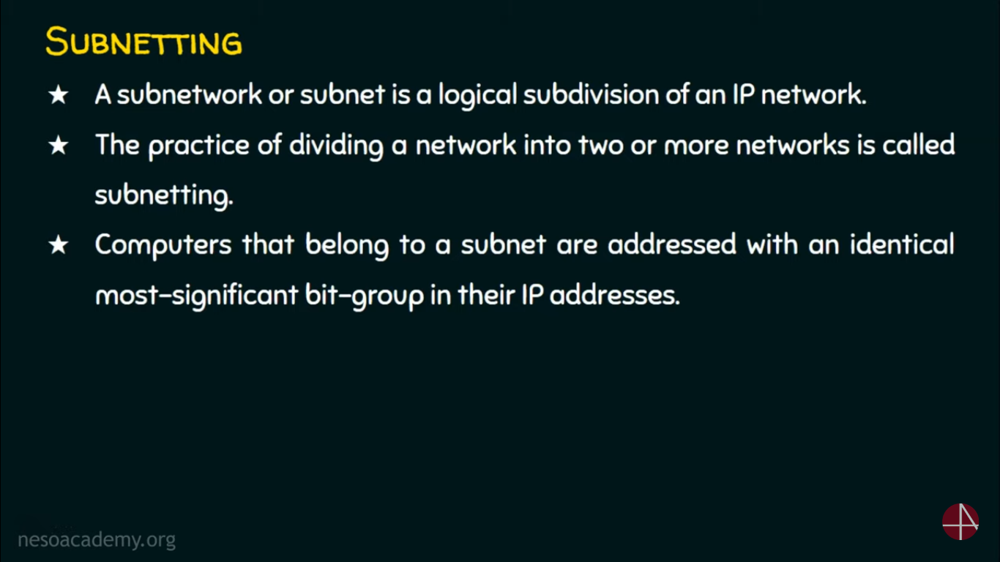 SUBNETTING
★ A subnetwork or subnet is a logical subdivision of an IP network.
★ The practice of dividing a network into two or more networks is called
subnetting.
★ Computers that belong to a subnet are addressed with an identical
most-significant bit-group in their IP addresses.
nesoacademy.org